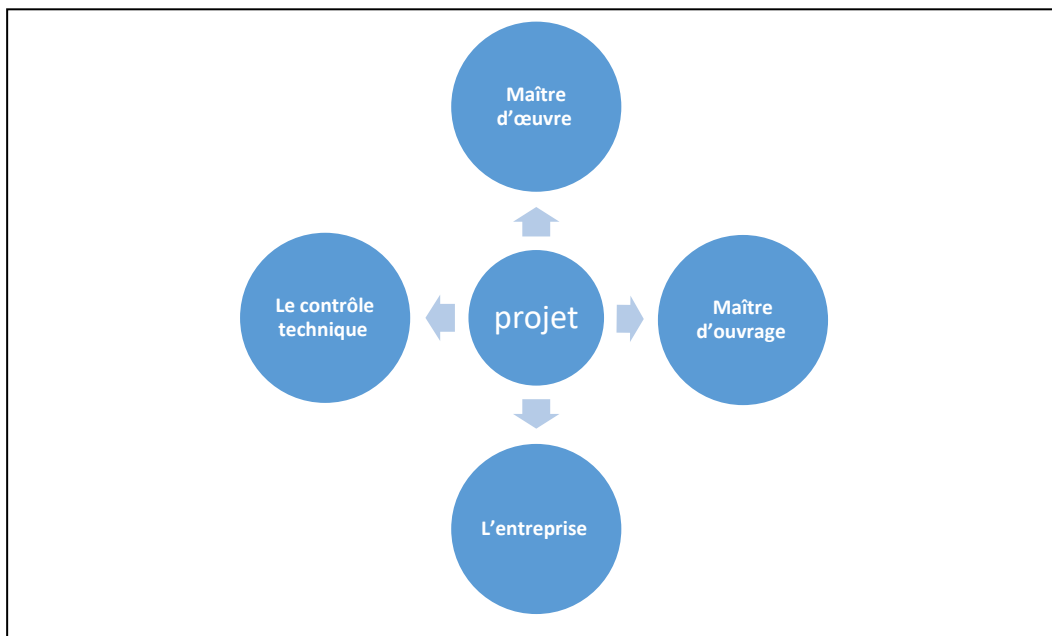 Maître
d'œuvre
Le contrôle
technique
projet
Maître
d'ouvrage
L'entreprise